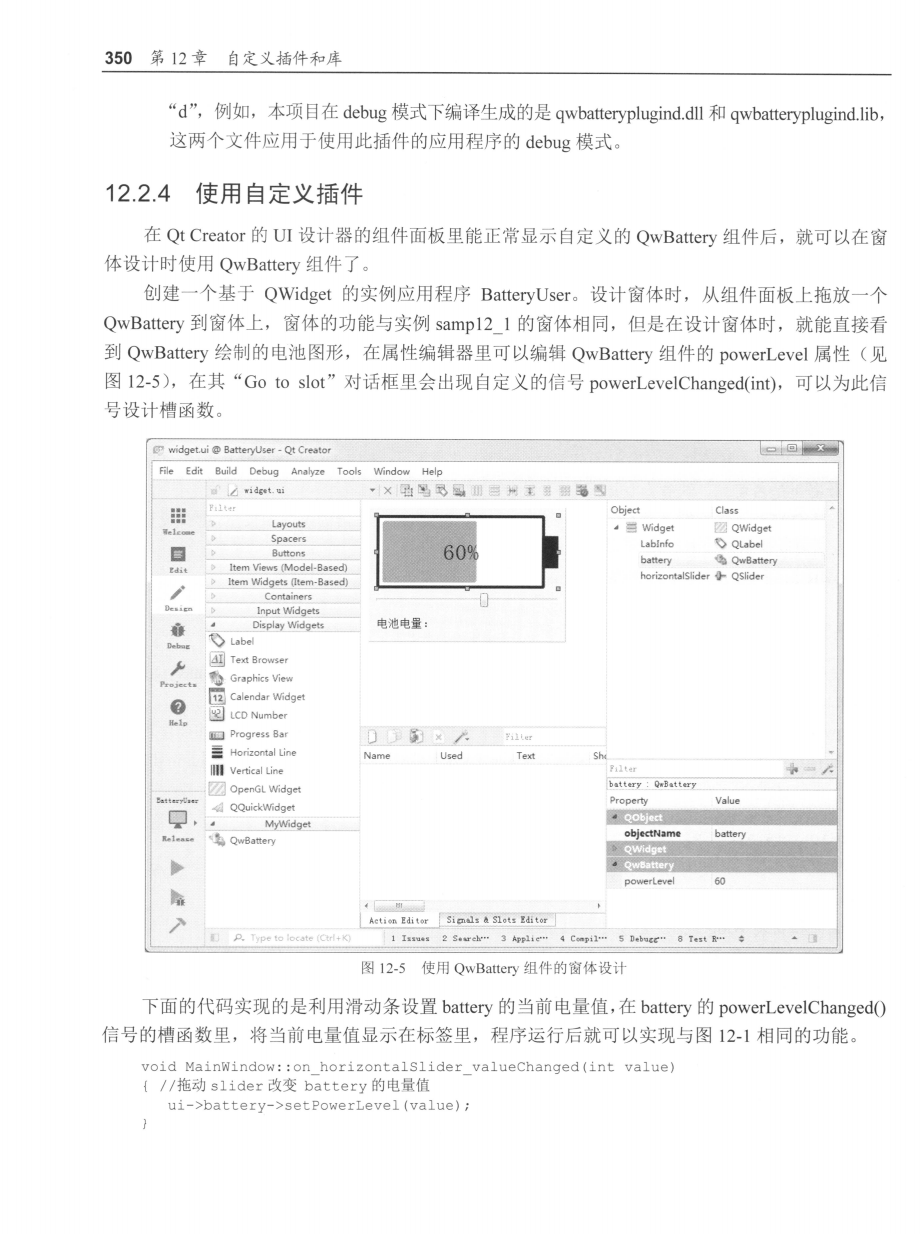 350 第 12 章 自定义插件和库
“d”，例如，本项目在 debug 模式下编译生成的是 qwbatteryplugind.dll 和 qwbatteryplugind.lib，
这两个文件应用于使用此插件的应用程序的 debug 模式。
12.2.4 使用自定义插件
在 Qt Creator 的 UI 设计器的组件面板里能正常显示自定义的 QwBattery 组件后，就可以在窗
体设计时使用 QwBattery 组件了。
创建一个基于 QWidget 的实例应用程序 BatteryUser。设计窗体时，从组件面板上拖放一个
QwBattery 到窗体上，窗体的功能与实例 samp12_1 的窗体相同，但是在设计窗体时，就能直接看
到 QwBattery 绘制的电池图形，在属性编辑器里可以编辑 QwBattery 组件的 powerLevel 属性（见
图 12-5），在其“Go to slot”对话框里会出现自定义的信号 powerLevelChanged(int)，可以为此信
号设计槽函数。
widget.ui @ BatteryUser - Qt Creator
File Edit Build Debug Analyze Tools Window Help
widget.ui
Welcome
Edit
Design
Debug
Projects
Help
BatteryUser
Release
Filter
Layouts
Spacers
Buttons
Item Views (Model-Based)
Item Widgets (Item-Based)
Containers
Input Widgets
Display Widgets
Label
AI Text Browser
Graphics View
12 Calendar Widget
LCD Number
Progress Bar
Horizontal Line
Vertical Line
OpenGL Widget
QQuickWidget
MyWidget
QwBattery
60%
电池电量：
Filter
Name Used Text Sho
Action Editor Signals & Slots Editor
Object Class
Widget QWidget
LabInfo QLabel
battery QwBattery
horizontalSlider QSlider
Filter
battery : QwBattery
Property Value
QObject
objectName battery
QWidget
QwBattery
powerLevel 60
Type to locate (Ctrl+K) 1 Issues 2 Search… 3 Applic… 4 Compil… 5 Debugg… 8 Test R…
图 12-5 使用 QwBattery 组件的窗体设计
下面的代码实现的是利用滑动条设置 battery 的当前电量值，在 battery 的 powerLevelChanged()
信号的槽函数里，将当前电量值显示在标签里，程序运行后就可以实现与图 12-1 相同的功能。
void MainWindow::on_horizontalSlider_valueChanged(int value)
{ //拖动 slider 改变 battery 的电量值
ui->battery->setPowerLevel(value);
}